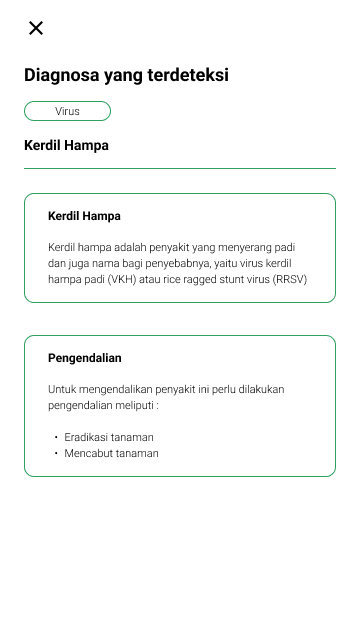 Diagnosa yang terdeteksi
Virus
Kerdil Hampa
Kerdil Hampa
Kerdil hampa adalah penyakit yang menyerang padi
dan juga nama bagi penyebabnya, yaitu virus kerdil
hampa padi (VKH) atau rice ragged stunt virus (RRSV)
Pengendalian
Untuk mengendalikan penyakit ini perlu dilakukan
pengendalian meliputi :
• Eradikasi tanaman
• Mencabut tanaman